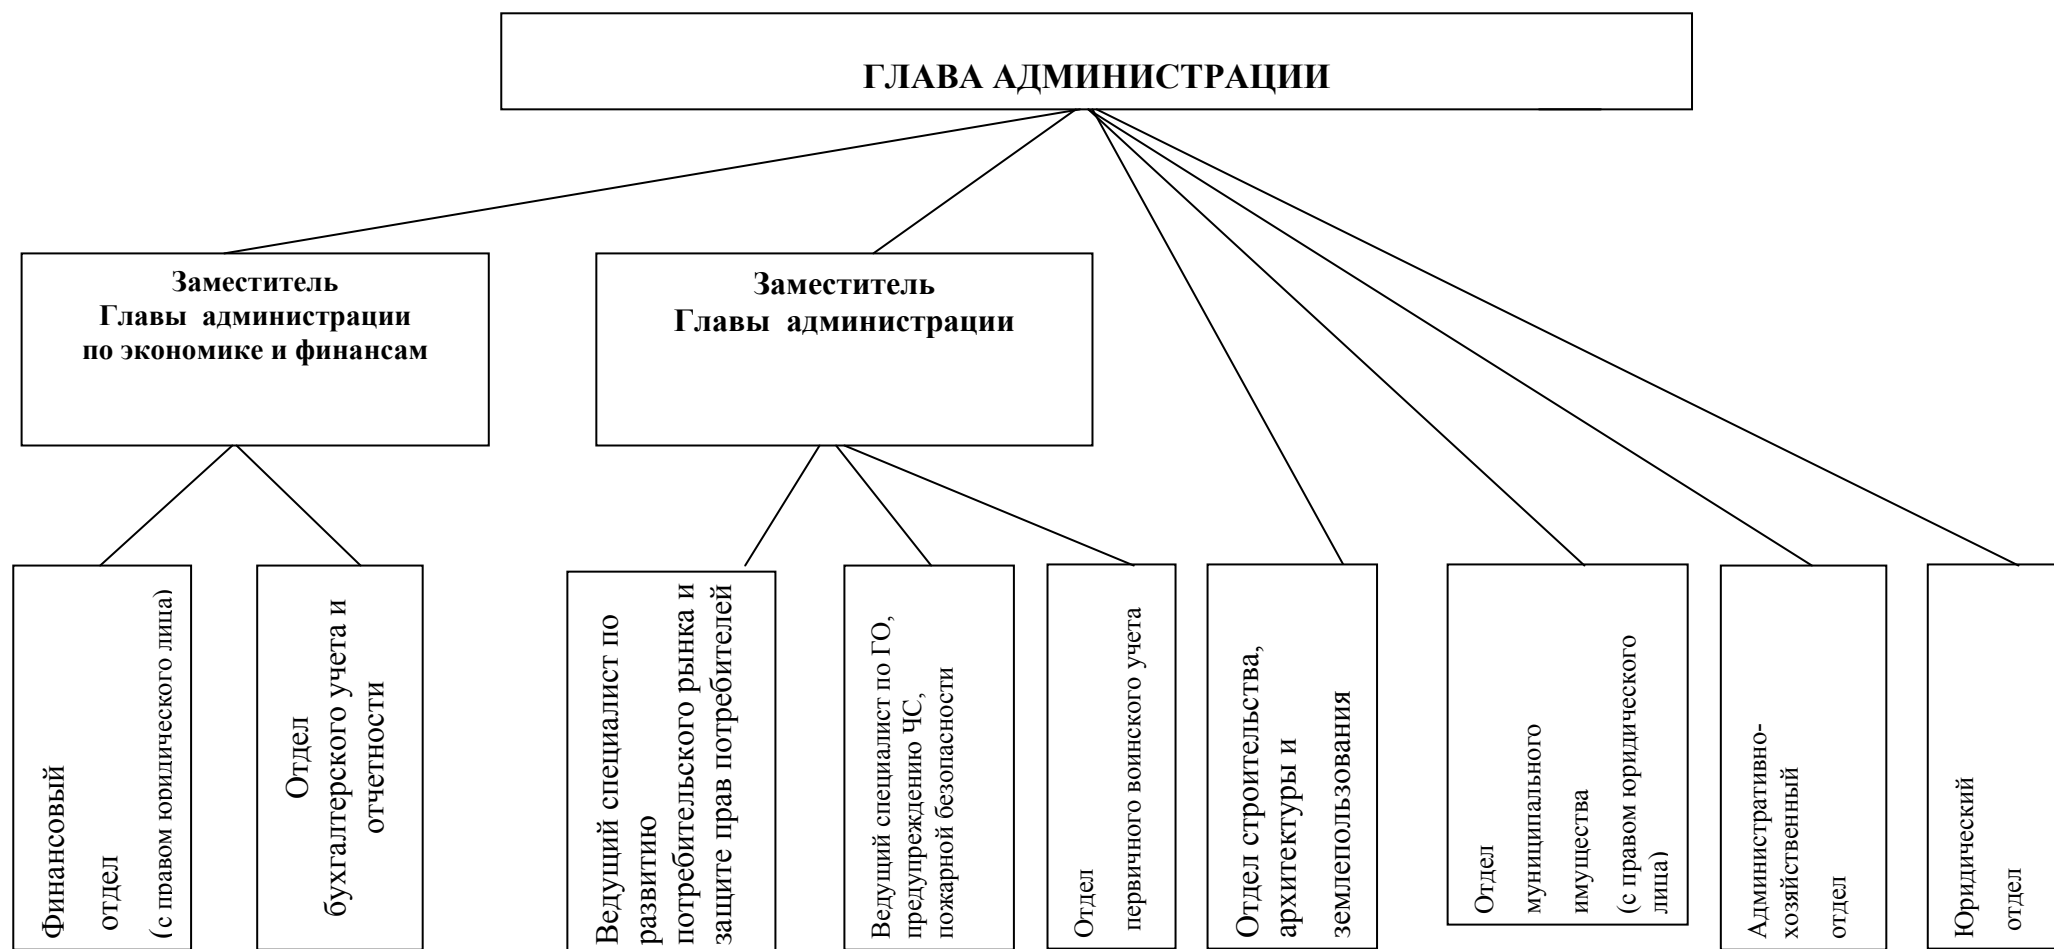 ГЛАВА АДМИНИСТРАЦИИ
Заместитель
Главы администрации
по экономике и финансам
Заместитель
Главы администрации
Финансовый
отдел
(с правом юридического лица)
Отдел
бухгалтерского учета и
отчетности
Ведущий специалист по
развитию
потребительского рынка и
защите прав потребителей
Ведущий специалист по ГО,
предупреждению ЧС,
пожарной безопасности
Отдел
первичного воинского учета
Отдел строительства,
архитектуры и
землепользования
Отдел
муниципального
имущества
(с правом юридического
лица)
Административно-
хозяйственный
отдел
Юридический
отдел